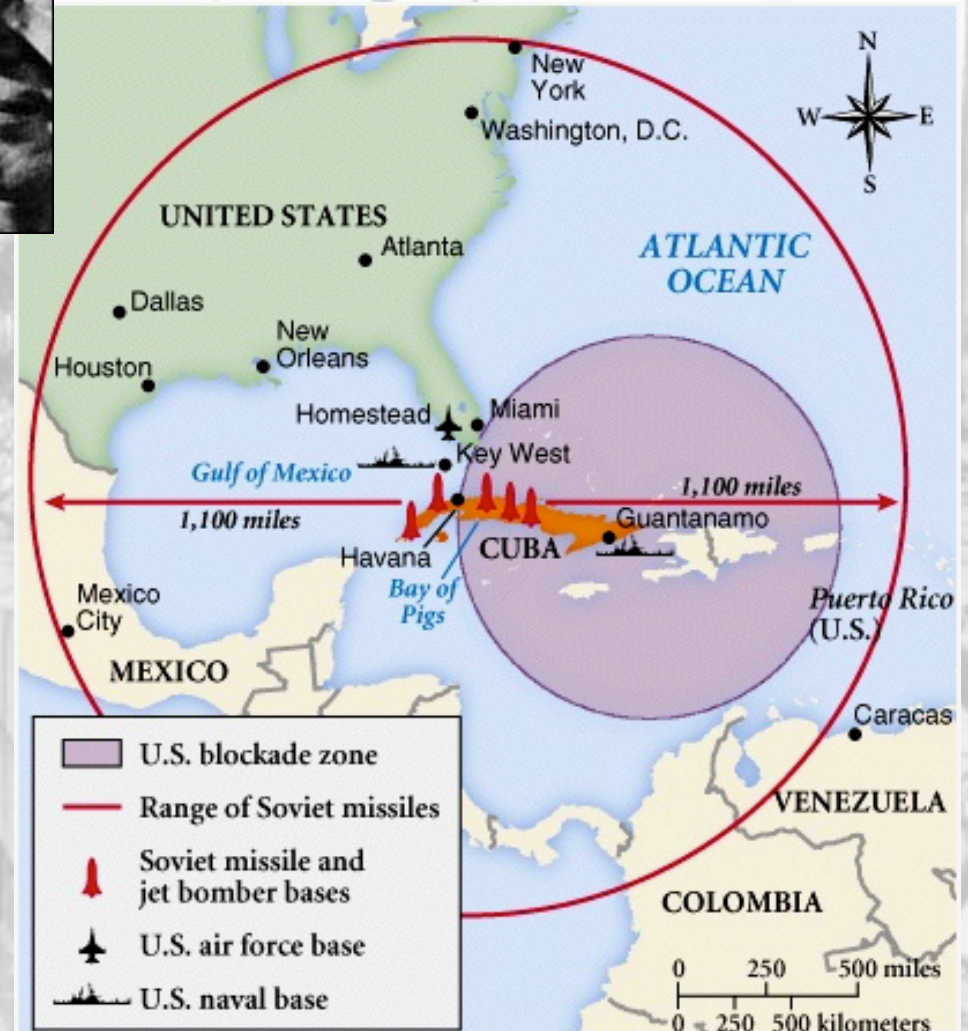 N
W E
S
New
York
Washington, D.C.
UNITED STATES
Atlanta
ATLANTIC
OCEAN
Dallas
New
Orleans
Houston
Homestead
Miami
Key West
Gulf of Mexico
1,100 miles
1,100 miles
Guantanamo
Havana
CUBA
Bay of
Pigs
Mexico
City
Puerto Rico
(U.S.)
MEXICO
Caracas
VENEZUELA
COLOMBIA
U.S. blockade zone
Range of Soviet missiles
Soviet missile and
jet bomber bases
U.S. air force base
U.S. naval base
0 250 500 miles
0 250 500 kilometers